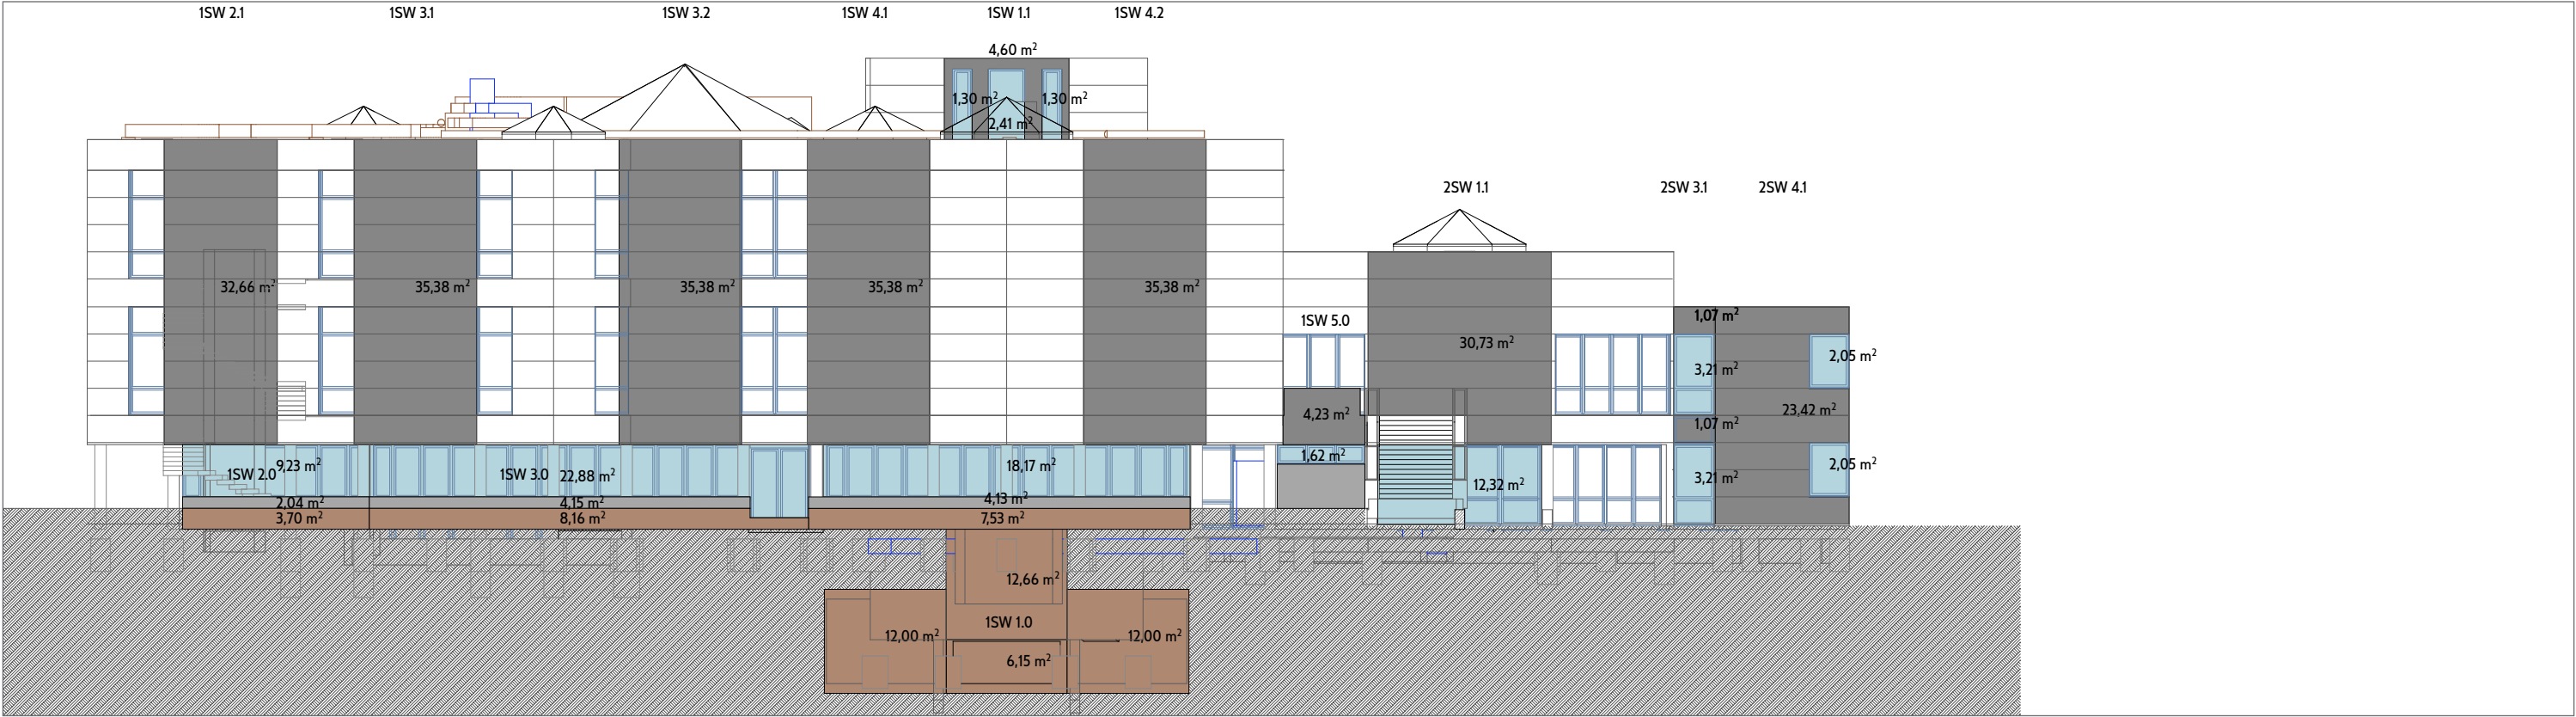 1SW 2.1 1SW 3.1 1SW 3.2 1SW 4.1 1SW 1.1 1SW 4.2
4,60 m²
1,30 m² 1,30 m²
2,41 m²
2SW 1.1 2SW 3.1 2SW 4.1
32,66 m² 35,38 m² 35,38 m² 35,38 m² 35,38 m²
1,07 m²
1SW 5.0
30,73 m²
2,05 m²
3,21 m²
4,23 m² 23,42 m²
1,07 m²
1,62 m²
1SW 2.0 9,23 m² 1SW 3.0 22,88 m² 18,17 m² 2,05 m²
12,32 m² 3,21 m²
2,04 m² 4,15 m² 4,13 m²
3,70 m² 8,16 m² 7,53 m²
12,66 m²
1SW 1.0
12,00 m² 12,00 m²
6,15 m²